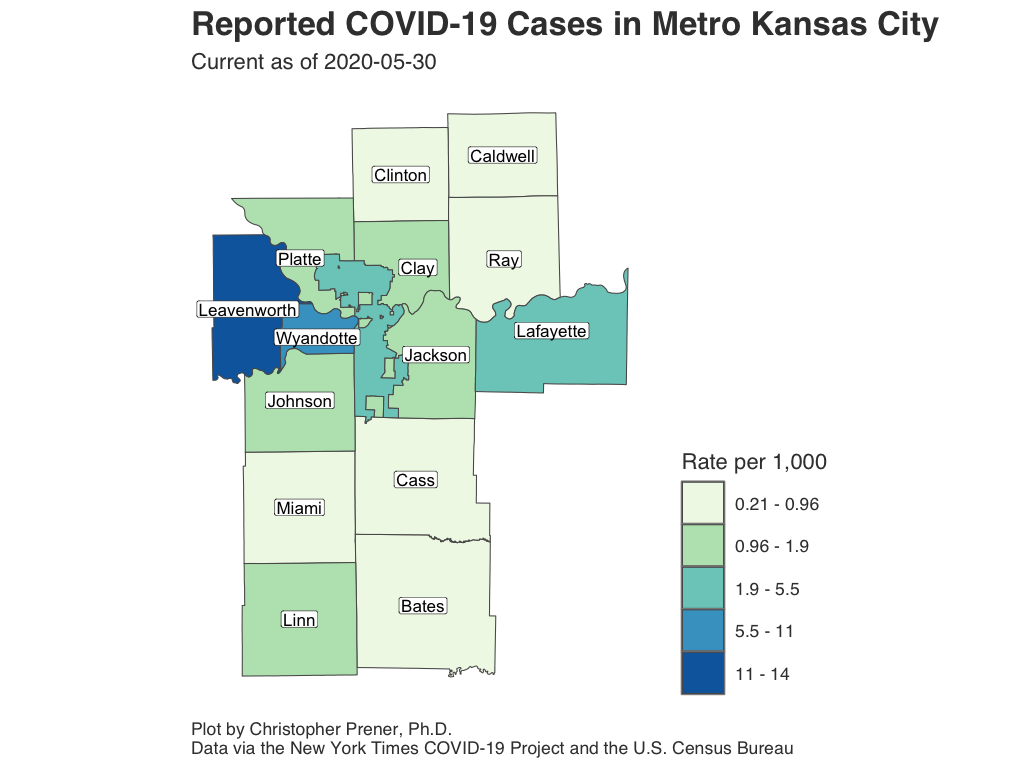 Reported COVID-19 Cases in Metro Kansas City
Current as of 2020-05-30
Caldwell
Clinton
Platte
Clay
Ray
Leavenworth
Wyandotte
Lafayette
Jackson
Johnson
Cass
Miami
Bates
Linn
Rate per 1,000
0.21 - 0.96
0.96 - 1.9
1.9 - 5.5
5.5 - 11
11 - 14
Plot by Christopher Prener, Ph.D.
Data via the New York Times COVID-19 Project and the U.S. Census Bureau